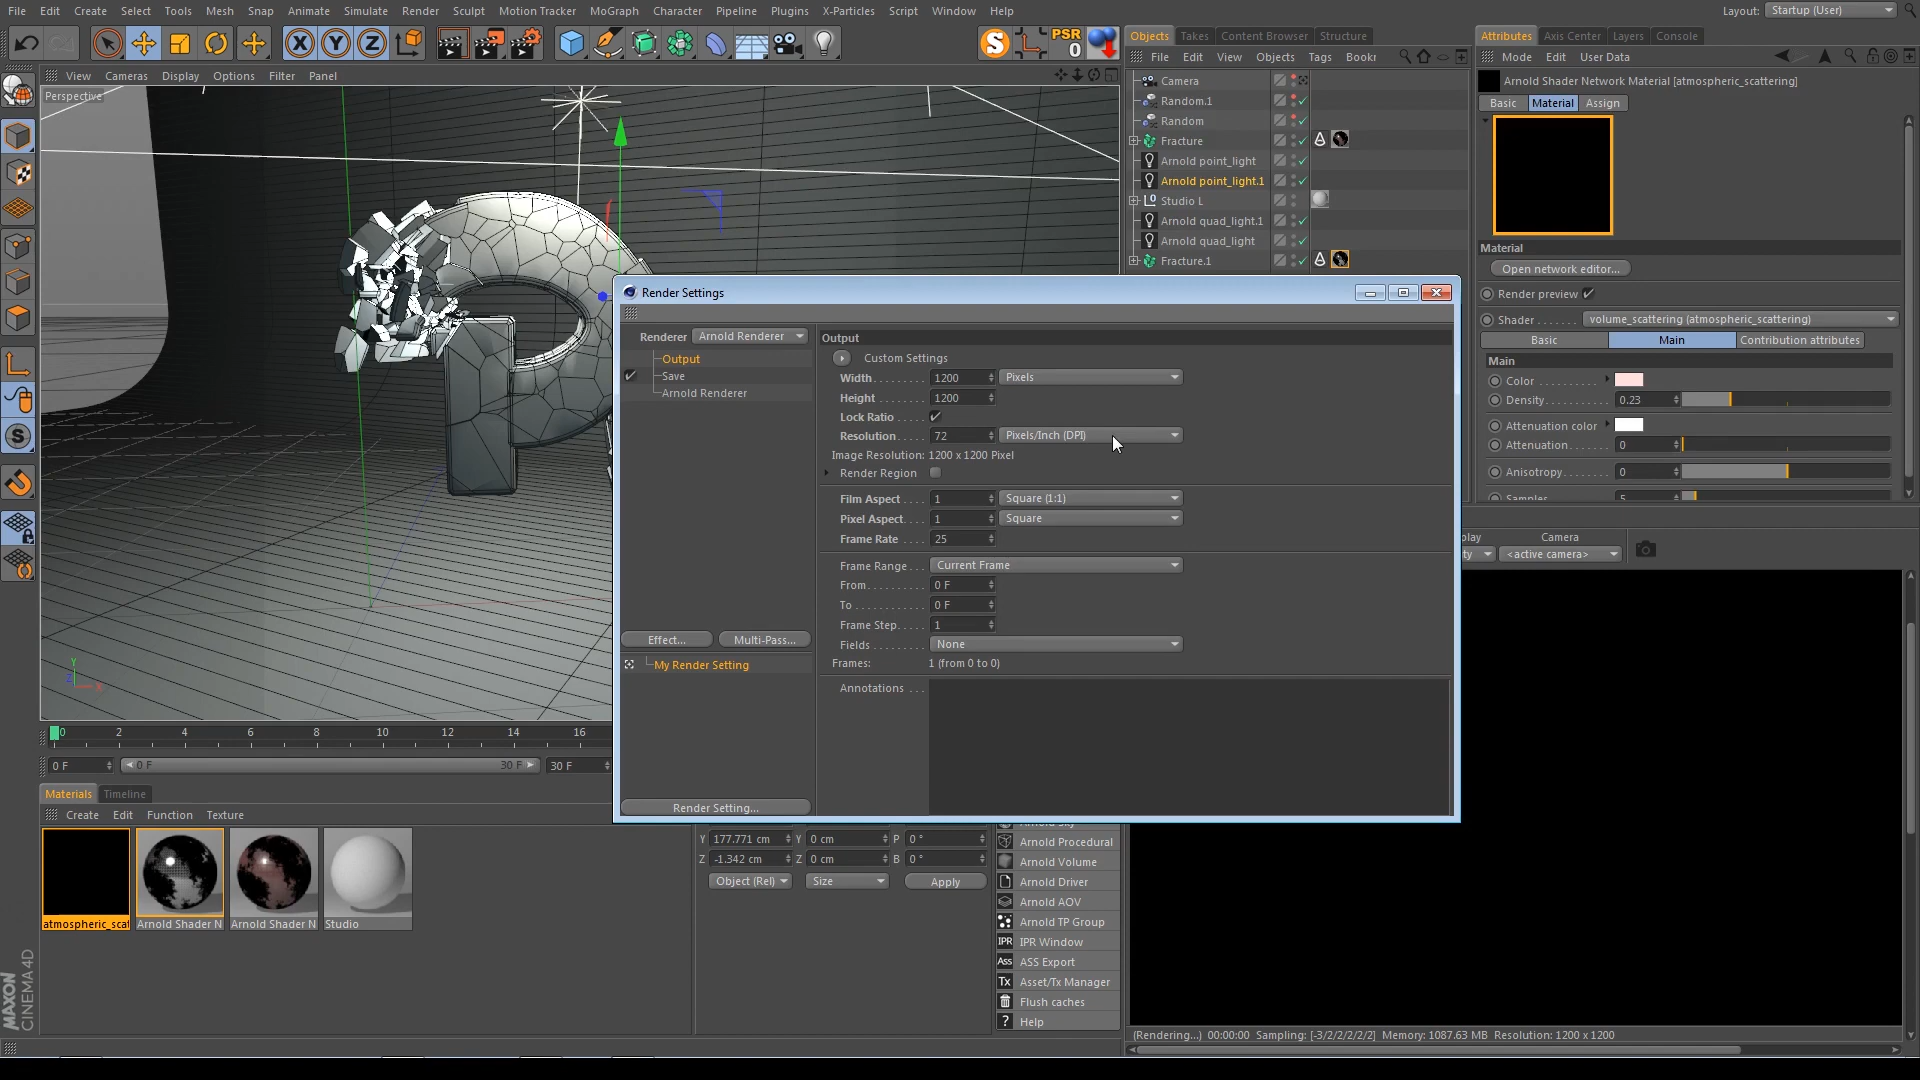 File Edit Create Select Tools Mesh Snap Animate Simulate Render Sculpt Motion Tracker MoGraph Character Pipeline Plugins X-Particles Script Window Help Layout: Startup (User)
PSR
0
Objects Takes Content Browser Structure
Attributes Axis Center Layers Console
File Edit View Objects Tags Bookr
Mode Edit User Data
View Cameras Display Options Filter Panel
Perspective
Camera
Random.1
Random
Fracture
Arnold point_light
Arnold point_light.1
Studio L
Arnold quad_light.1
Arnold quad_light
Fracture.1
Arnold Shader Network Material [atmospheric_scattering]
Basic Material Assign
Material
Open network editor...
Render preview
Shader . . . . . . . volume_scattering (atmospheric_scattering)
Basic Main Contribution attributes
Main
Color . . . . . . . . . .
Density. . . . . . . . . . . 0.23
Attenuation color
Attenuation. . . . . . . 0
Anisotropy. . . . . . . . 0
Samples 5
play Camera
ty <active camera>
Render Settings
Renderer Arnold Renderer
Output
Save
Arnold Renderer
Effect... Multi-Pass...
My Render Setting
Render Setting...
Output
Custom Settings
Width. . . . . . . . 1200 Pixels
Height . . . . . . . 1200
Lock Ratio . . . . .
Resolution . . . . 72 Pixels/Inch (DPI)
Image Resolution: 1200 x 1200 Pixel
Render Region
Film Aspect . . . . 1 Square (1:1)
Pixel Aspect. . . . 1 Square
Frame Rate . . . . 25
Frame Range . . . Current Frame
From. . . . . . . . . . . 0 F
To . . . . . . . . . . . . 0 F
Frame Step. . . . . 1
Fields . . . . . . . . . . None
Frames: 1 (from 0 to 0)
Annotations . . .
Y
Z
X
0 2 4 6 8 10 12 14 16
0 F 0 F 30 F 30 F
Materials Timeline
Create Edit Function Texture
atmospheric_scat Arnold Shader N Arnold Shader N Studio
Y 177.771 cm Y 0 cm P 0 °
Z -1.342 cm Z 0 cm B 0 °
Object (Rel) Size Apply
Arnold Sky
Arnold Procedural
Arnold Volume
Arnold Driver
Arnold AOV
Arnold TP Group
IPR IPR Window
Ass ASS Export
Tx Asset/Tx Manager
Flush caches
? Help
(Rendering...) 00:00:00 Sampling: [-3/2/2/2/2/2] Memory: 1087.63 MB Resolution: 1200 x 1200
MAXON
CINEMA 4D